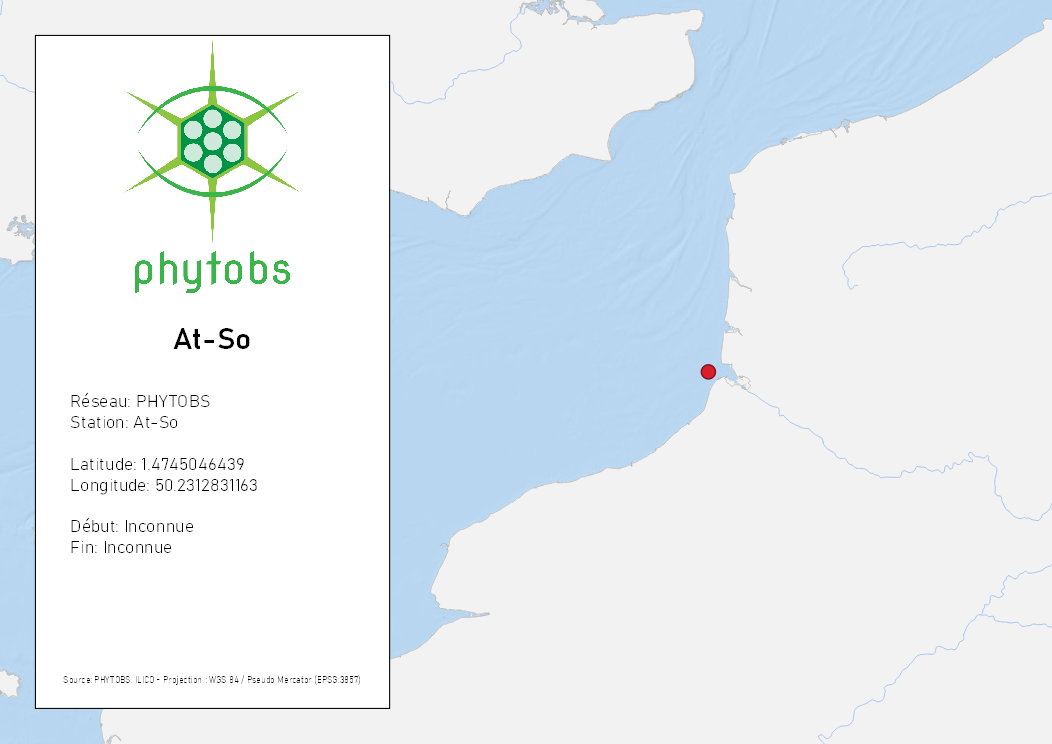 phytobs
At-So
Réseau: PHYTOBS
Station: At-So
Latitude: 1.4745046439
Longitude: 50.2312831163
Début: Inconnue
Fin: Inconnue
Source: PHYTOBS, ILICO - Projection : WGS 84 / Pseudo Mercator (EPSG:3857)